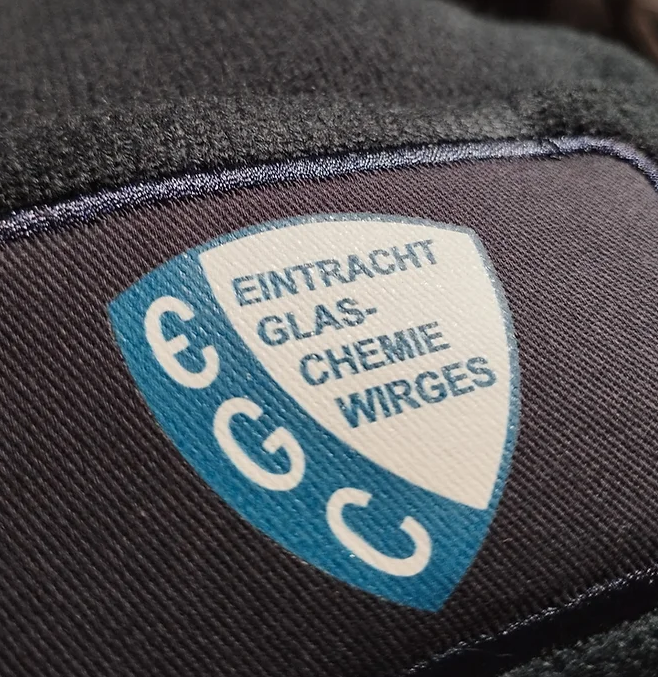 EINTRACHT
GLAS-
CHEMIE
WIRGES
EGC